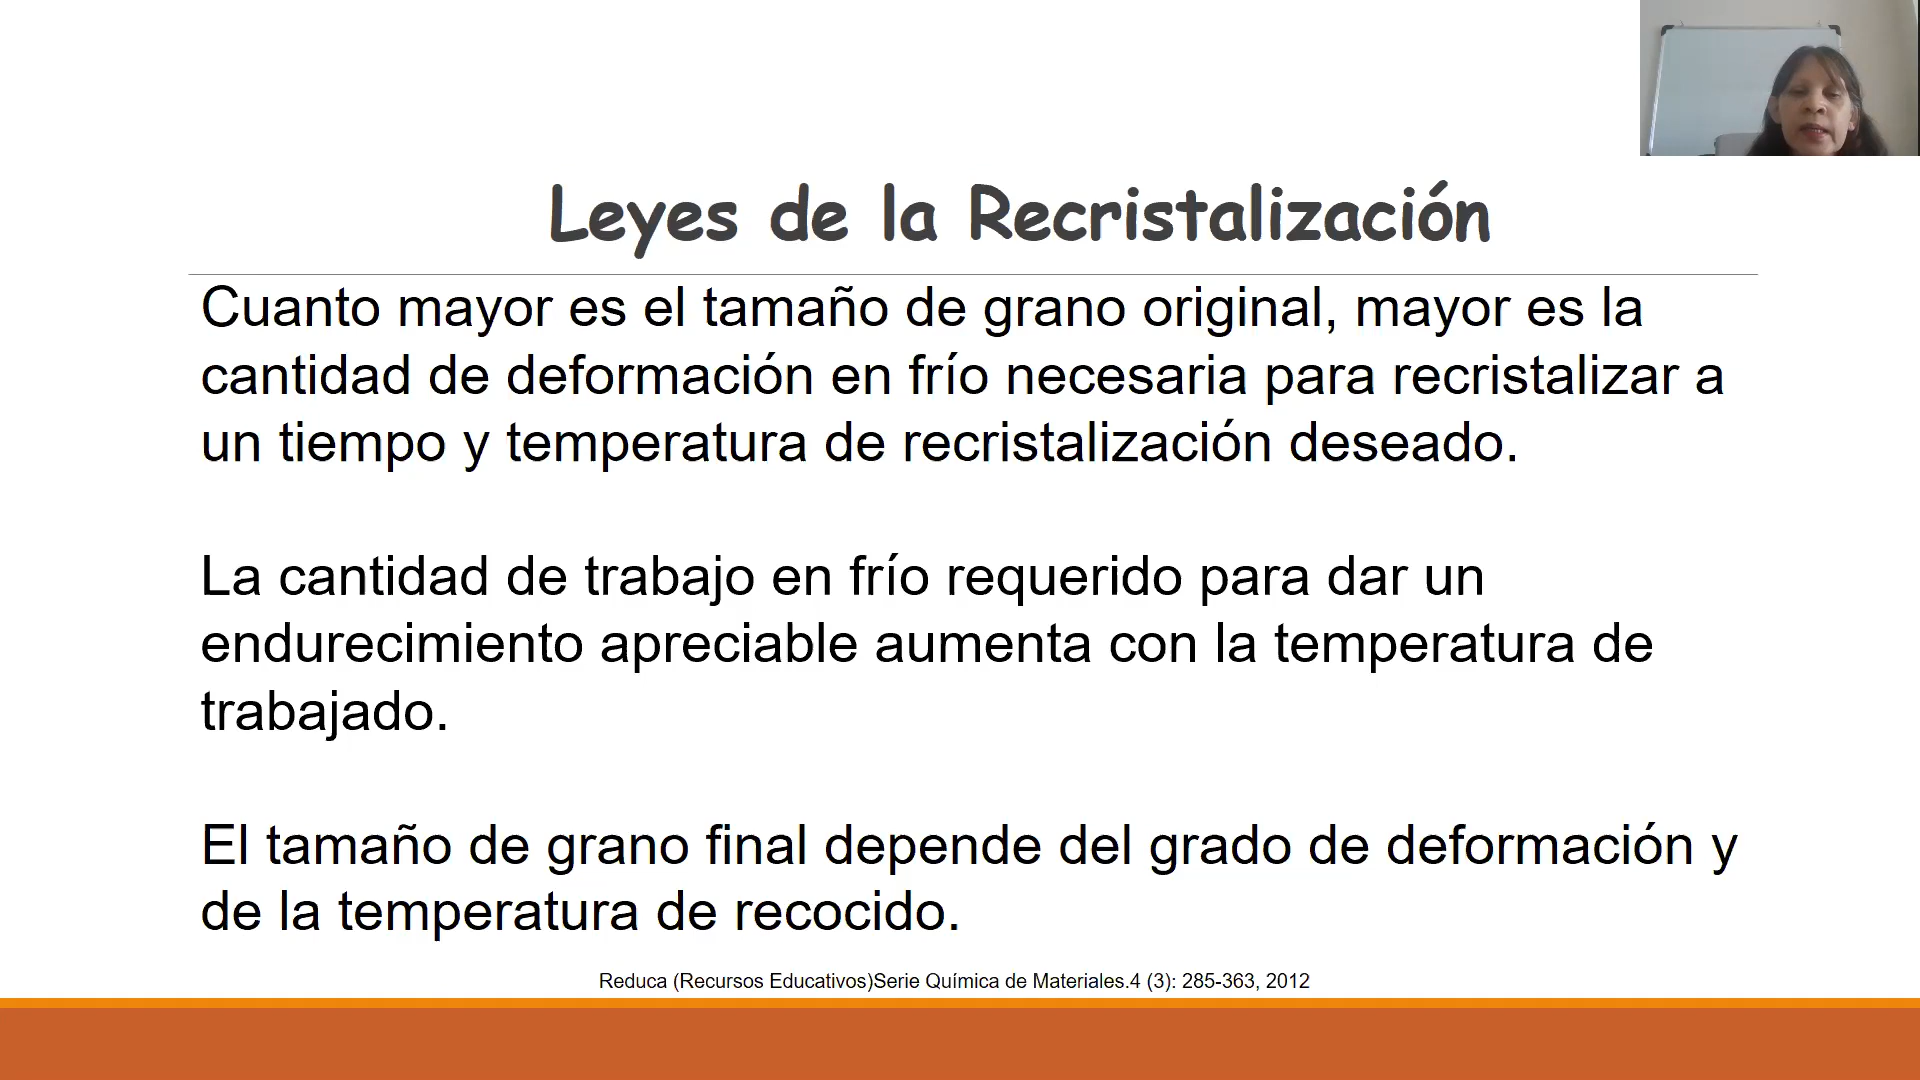 Leyes de la Recristalización
Cuanto mayor es el tamaño de grano original, mayor es la
cantidad de deformación en frío necesaria para recristalizar a
un tiempo y temperatura de recristalización deseado.
La cantidad de trabajo en frío requerido para dar un
endurecimiento apreciable aumenta con la temperatura de
trabajado.
El tamaño de grano final depende del grado de deformación y
de la temperatura de recocido.
Reduca (Recursos Educativos)Serie Química de Materiales.4 (3): 285-363, 2012